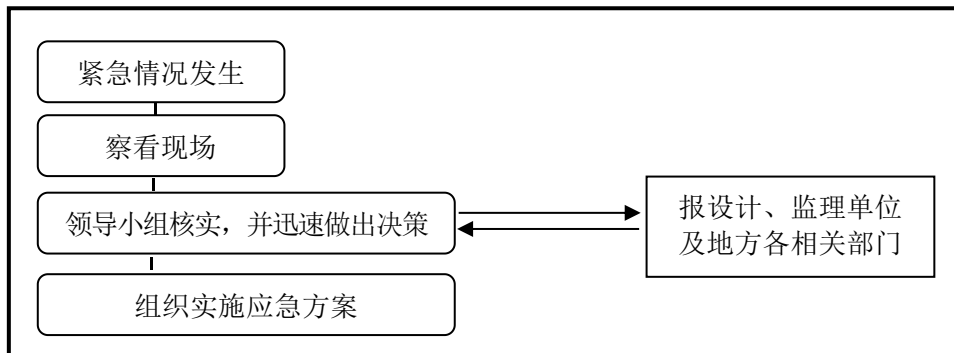 紧急情况发生
察看现场
领导小组核实，并迅速做出决策
报设计、监理单位
及地方各相关部门
组织实施应急方案